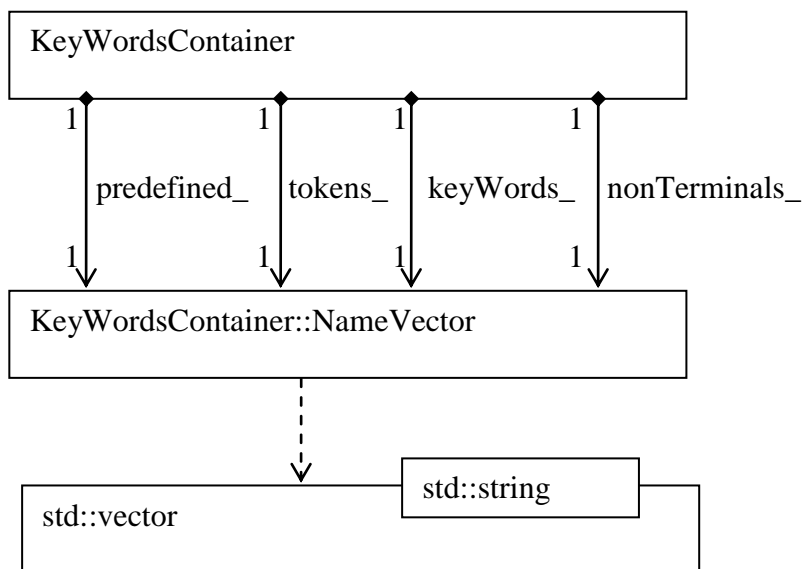 KeyWordsContainer
1 1 1 1
predefined_ tokens_ keyWords_ nonTerminals_
1 1 1 1
KeyWordsContainer::NameVector
std::string
std::vector